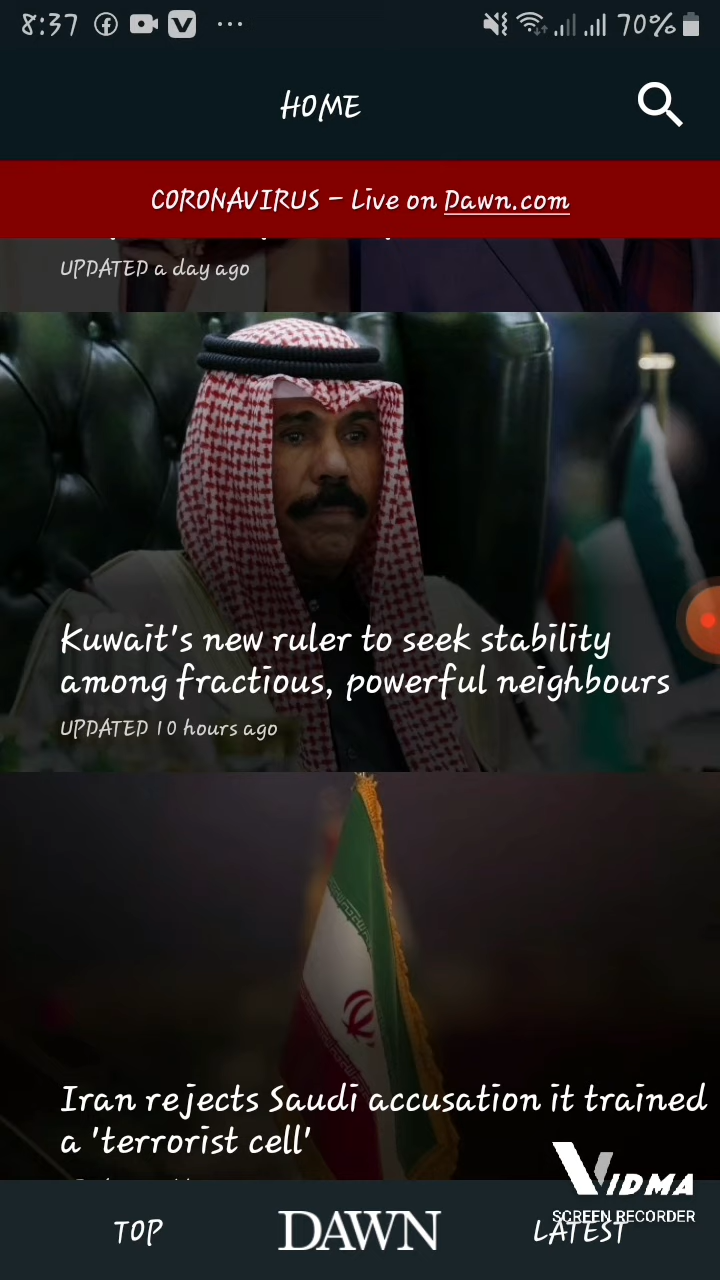 8:37
70%
HOME
CORONAVIRUS – Live on Dawn.com
UPDATED a day ago
Kuwait's new ruler to seek stability
among fractious, powerful neighbours
UPDATED 10 hours ago
Iran rejects Saudi accusation it trained
a 'terrorist cell'
VIDMA
SCREEN RECORDER
TOP
DAWN
LATEST